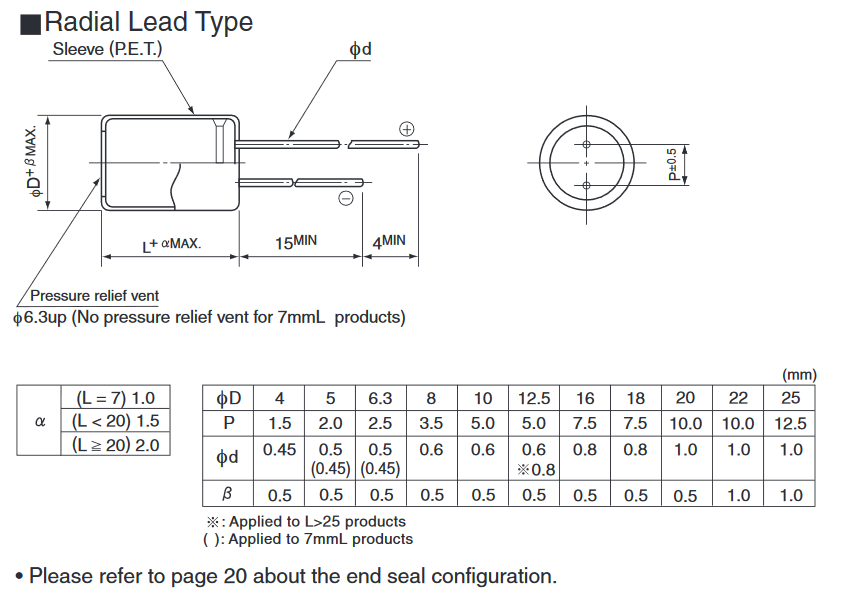 ■Radial Lead Type
Sleeve (P.E.T.)
ϕd
ϕD+βMAX.
⊕
⊖
P±0.5
L+αMAX.
15MIN
4MIN
Pressure relief vent
ϕ6.3up (No pressure relief vent for 7mmL products)
(mm)
α
(L = 7) 1.0
(L < 20) 1.5
(L ≧ 20) 2.0
ϕD 4 5 6.3 8 10 12.5 16 18 20 22 25
P 1.5 2.0 2.5 3.5 5.0 5.0 7.5 7.5 10.0 10.0 12.5
ϕd 0.45 0.5 0.5 0.6 0.6 0.6 0.8 0.8 1.0 1.0 1.0
(0.45) (0.45) ※0.8
β 0.5 0.5 0.5 0.5 0.5 0.5 0.5 0.5 0.5 1.0 1.0
※: Applied to L>25 products
( ): Applied to 7mmL products
• Please refer to page 20 about the end seal configuration.